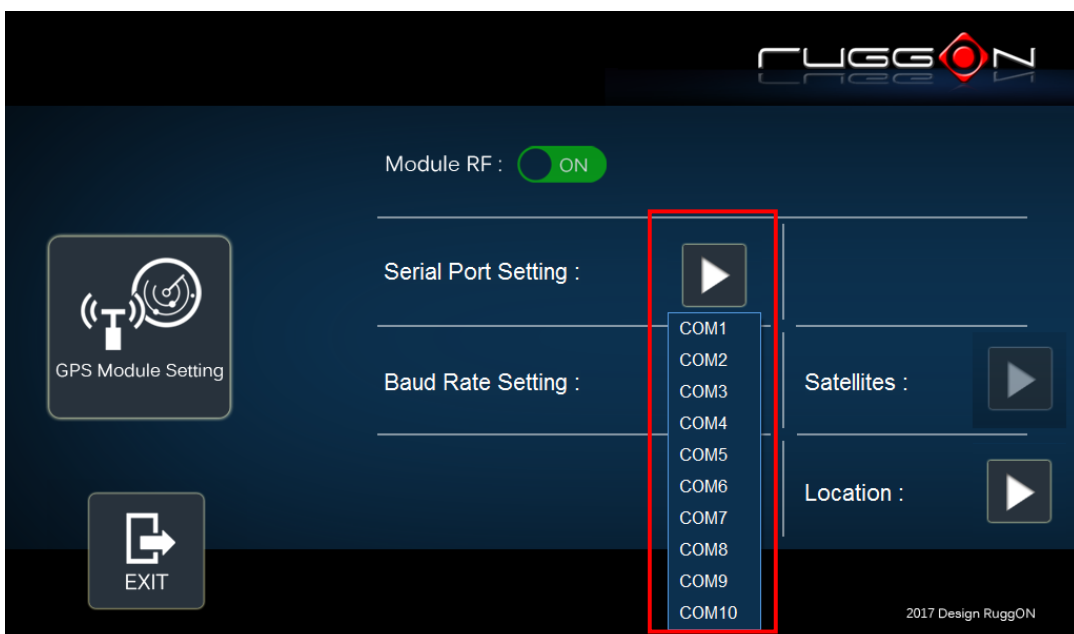 ruggON
Module RF : ON
Serial Port Setting :
COM1
COM2
COM3
COM4
COM5
COM6
COM7
COM8
COM9
COM10
GPS Module Setting
Baud Rate Setting :
Satellites :
Location :
EXIT
2017 Design RuggON